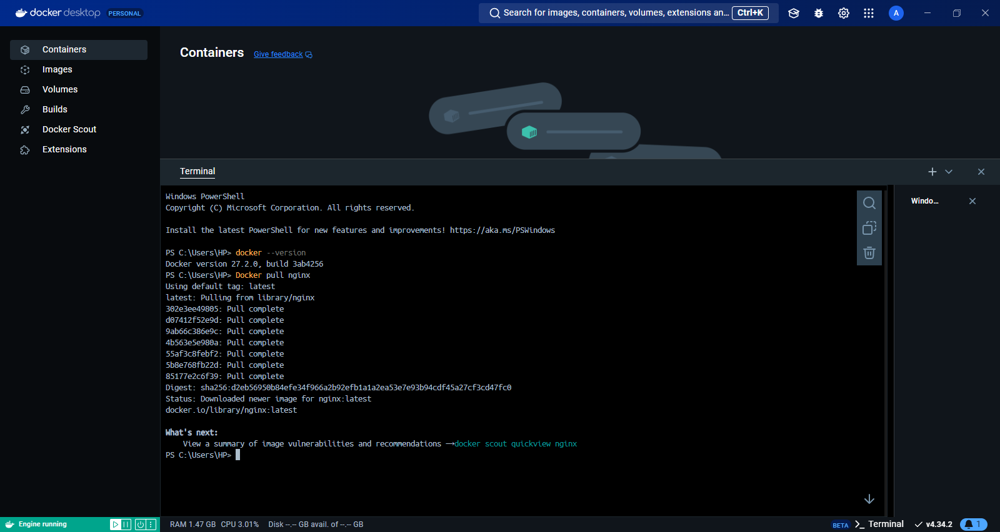 docker desktop PERSONAL
Search for images, containers, volumes, extensions an... Ctrl+K
A
Containers
Images
Volumes
Builds
Docker Scout
Extensions
Containers Give feedback
Terminal
Windows PowerShell
Copyright (C) Microsoft Corporation. All rights reserved.
Install the latest PowerShell for new features and improvements! https://aka.ms/PSWindows
PS C:\Users\HP> docker --version
Docker version 27.2.0, build 3ab4256
PS C:\Users\HP> Docker pull nginx
Using default tag: latest
latest: Pulling from library/nginx
302e3ee49805: Pull complete
d07412f52e9d: Pull complete
9ab66c386e9c: Pull complete
4b563e5e980a: Pull complete
55af3c8febf2: Pull complete
5b8e768fb22d: Pull complete
85177e2c6f39: Pull complete
Digest: sha256:d2eb56950b84efe34f966a2b92efb1a1a2ea53e7e93b94cdf45a27cf3cd47fc0
Status: Downloaded newer image for nginx:latest
docker.io/library/nginx:latest
What's next:
View a summary of image vulnerabilities and recommendations →docker scout quickview nginx
PS C:\Users\HP>
Windo...
Engine running
RAM 1.47 GB CPU 3.01% Disk --.-- GB avail. of --.-- GB
BETA >_ Terminal
v4.34.2
1